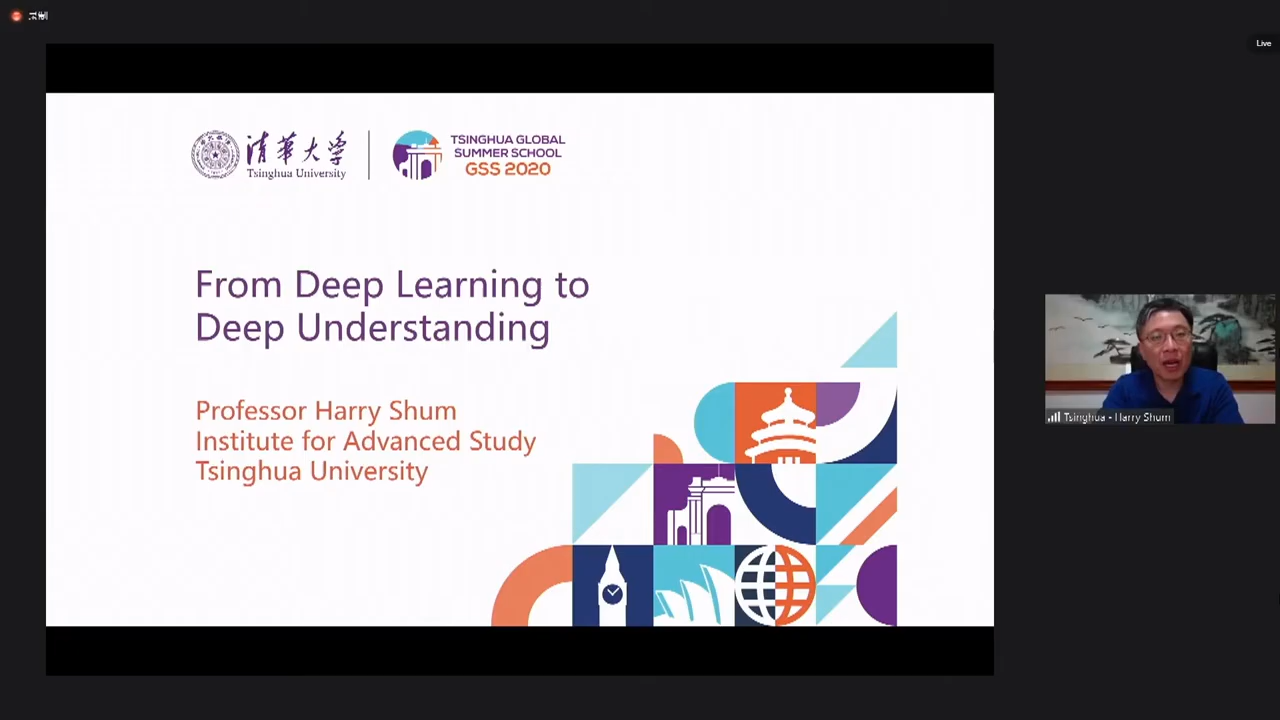 Live
清華大学
Tsinghua University
TSINGHUA GLOBAL
SUMMER SCHOOL
GSS 2020
From Deep Learning to
Deep Understanding
Professor Harry Shum
Institute for Advanced Study
Tsinghua University
Tsinghua - Harry Shum